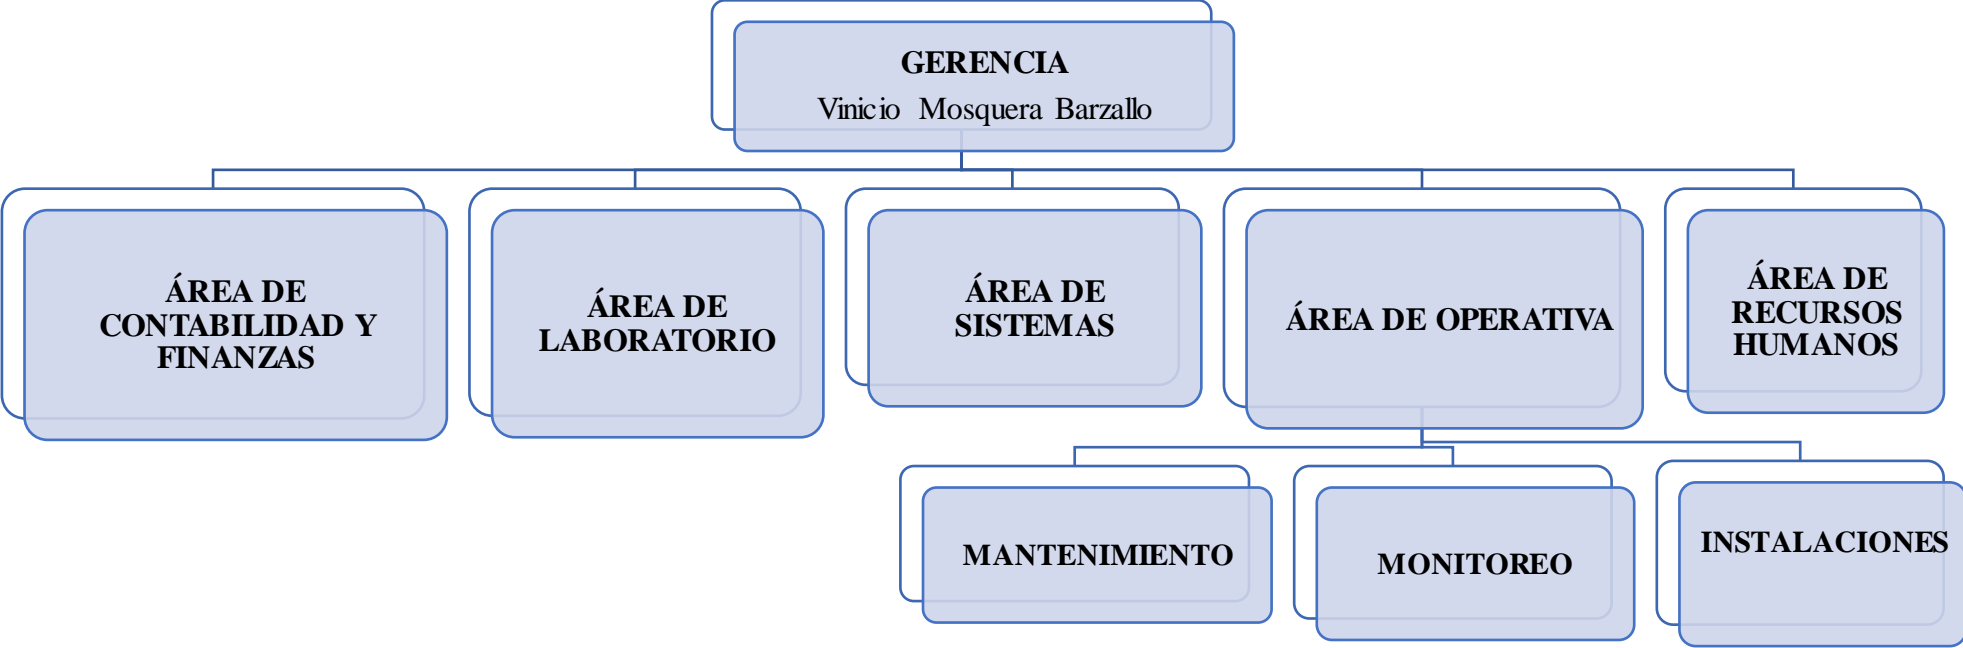 GERENCIA
Vinicio Mosquera Barzallo
ÁREA DE
CONTABILIDAD Y
FINANZAS
ÁREA DE
LABORATORIO
ÁREA DE
SISTEMAS
ÁREA DE OPERATIVA
ÁREA DE
RECURSOS
HUMANOS
MANTENIMIENTO
MONITOREO
INSTALACIONES